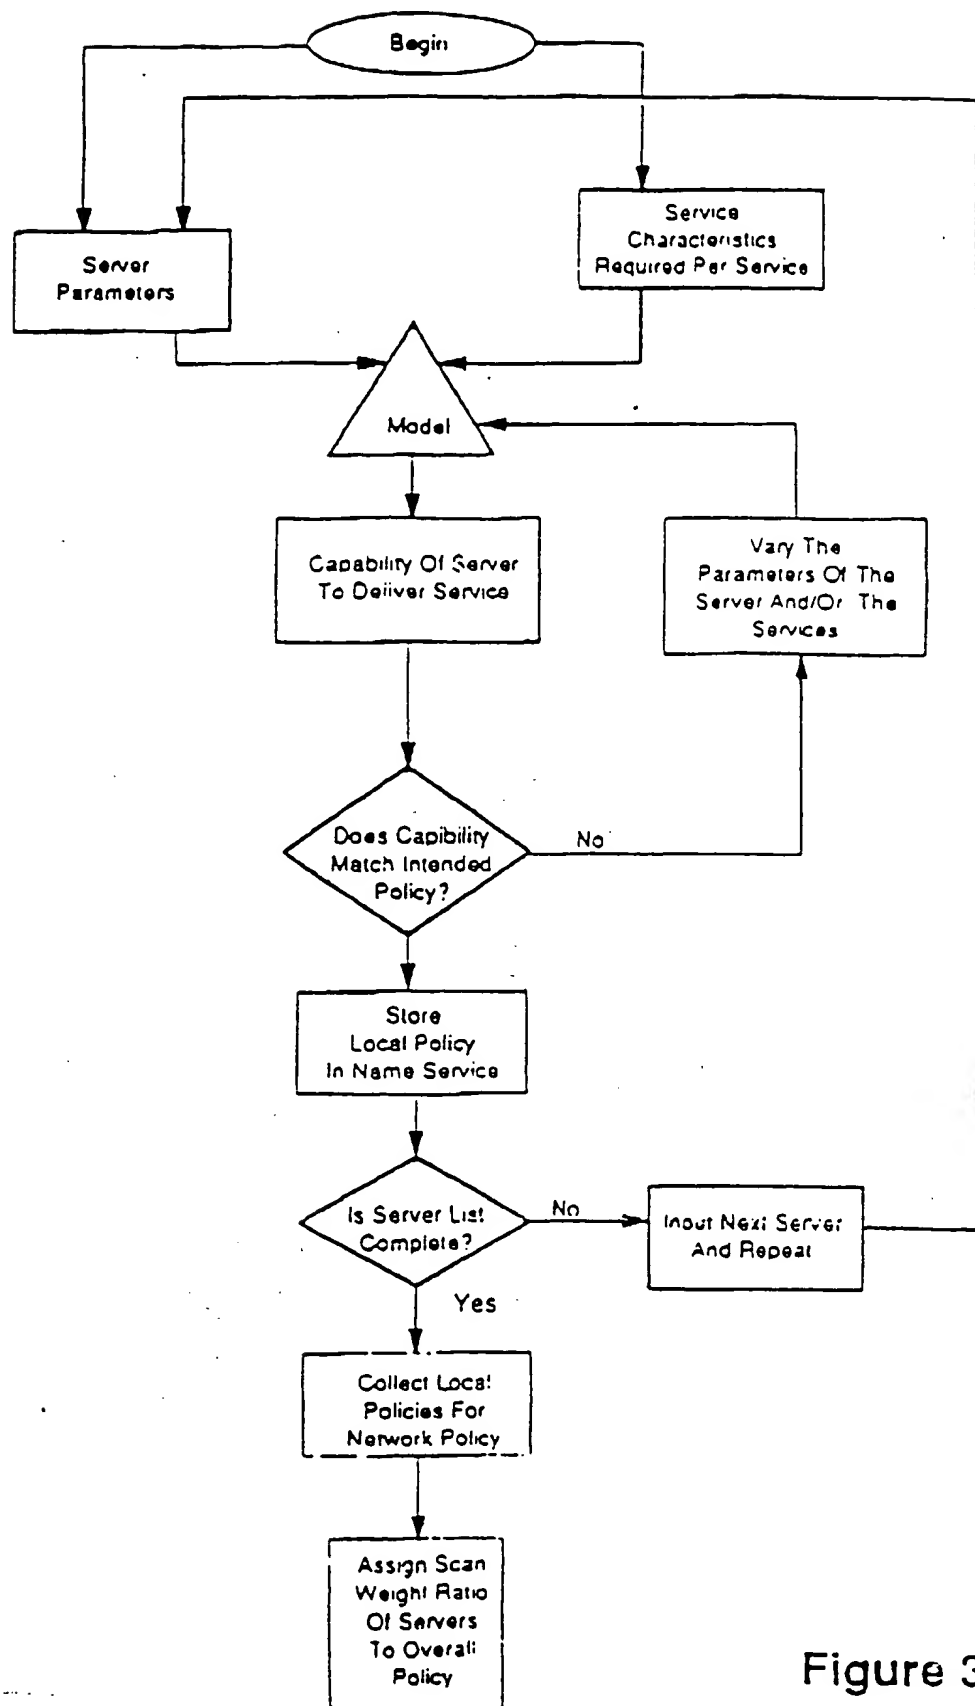 Begin
Service
Characteristics
Required Per Service
Server
Parameters
Model
Capability Of Server
To Deliver Service
Vary The
Parameters Of The
Server And/Or The
Services
Does Capibility
Match Intended
Policy?
No
Store
Local Policy
In Name Service
Is Server List
Complete?
No
Input Next Server
And Repeat
Yes
Collect Local
Policies For
Network Policy
Assign Scan
Weight Ratio
Of Servers
To Overall
Policy
Figure 3